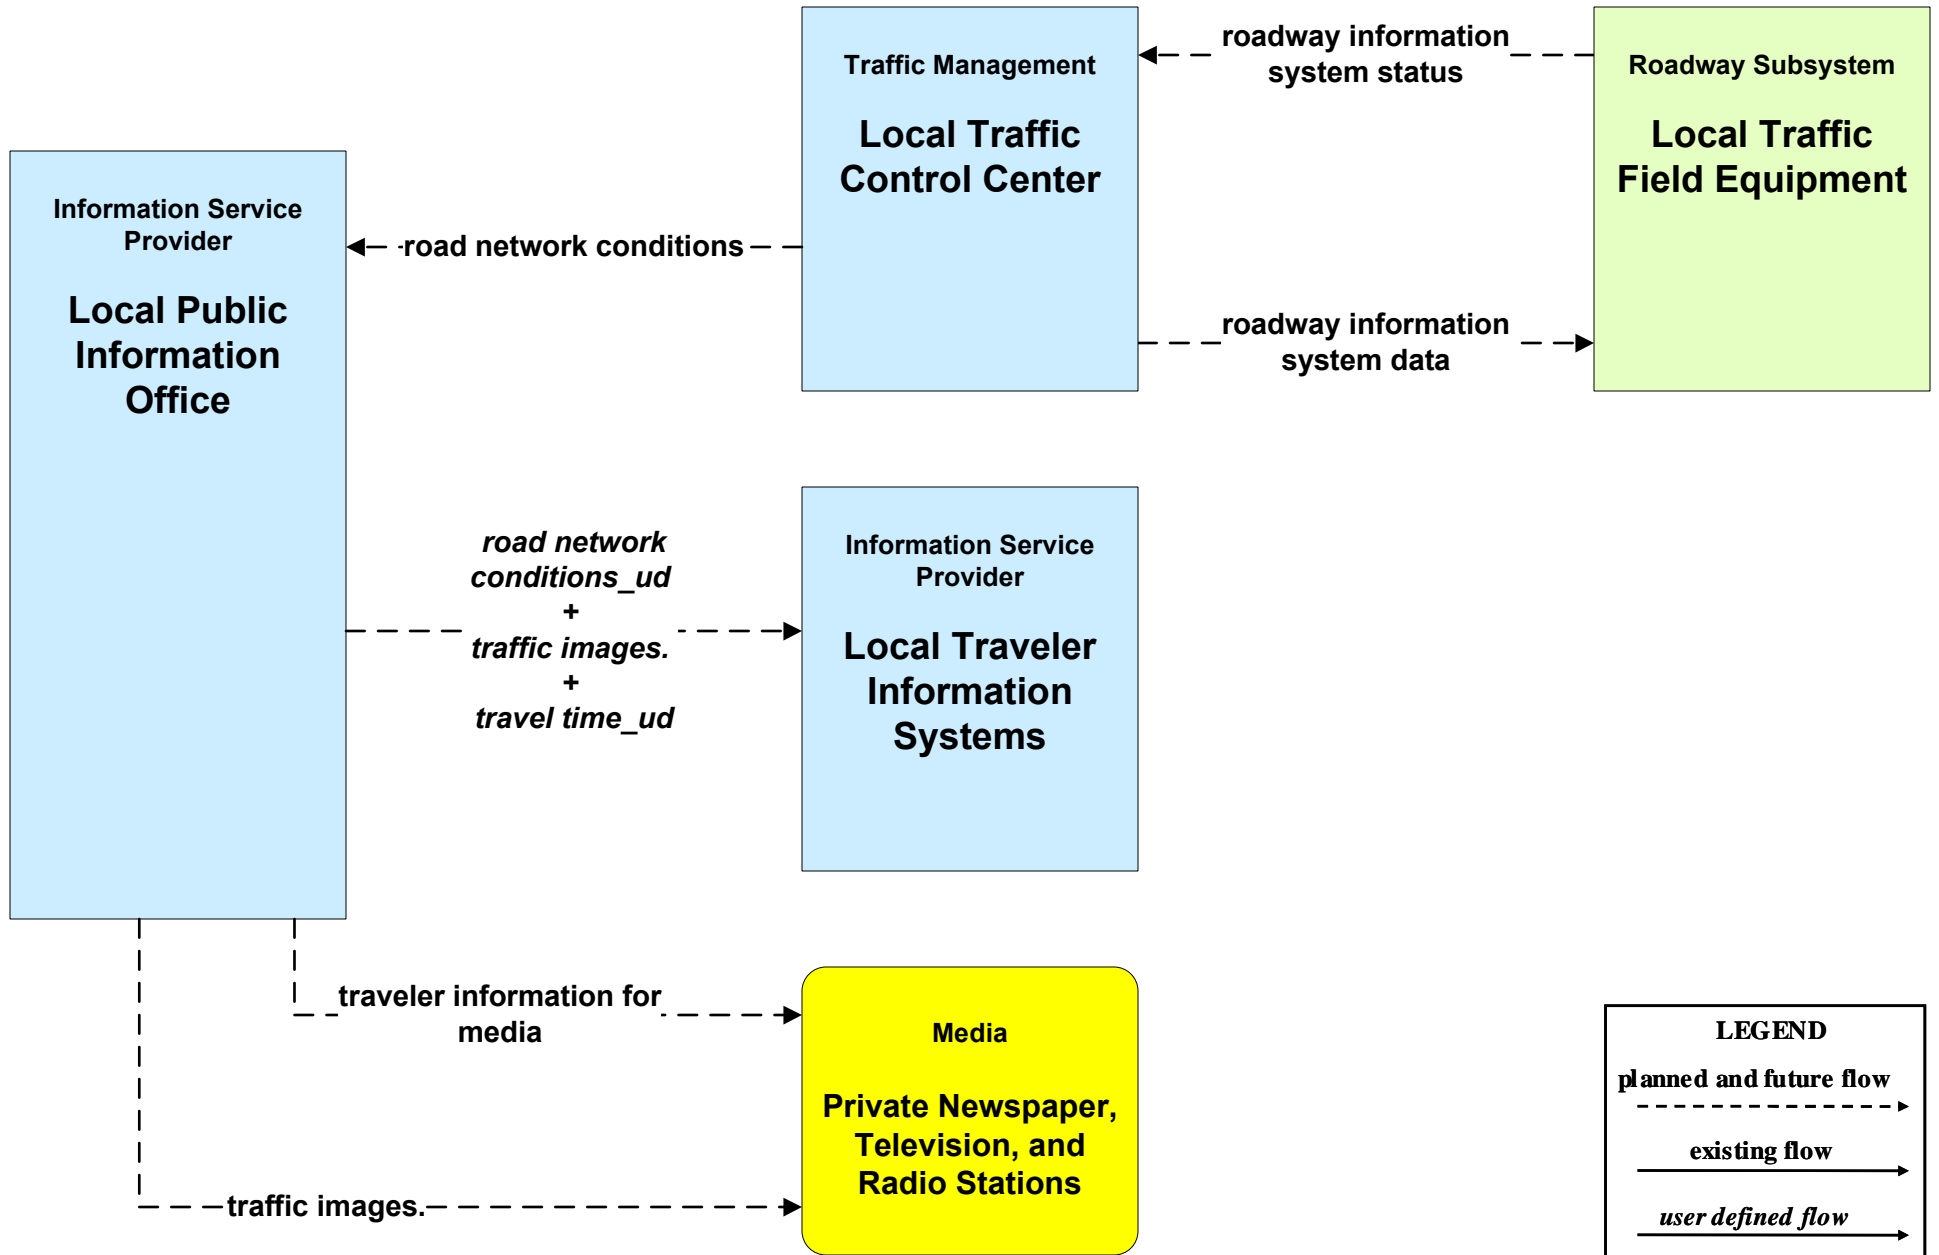 Traffic Management
Local Traffic
Control Center
roadway information
system status
Roadway Subsystem
Local Traffic
Field Equipment
Information Service
Provider
Local Public
Information
Office
road network conditions
roadway information
system data
road network
conditions_ud
+
traffic images.
+
travel time_ud
Information Service
Provider
Local Traveler
Information
Systems
traveler information for
media
traffic images.
Media
Private Newspaper,
Television, and
Radio Stations
LEGEND
planned and future flow
existing flow
user defined flow